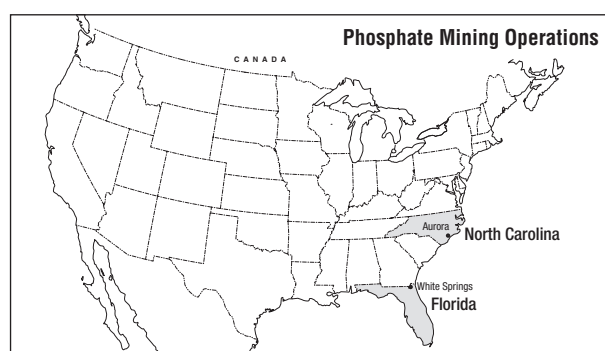 Phosphate Mining Operations
CANADA
Aurora
North Carolina
White Springs
Florida